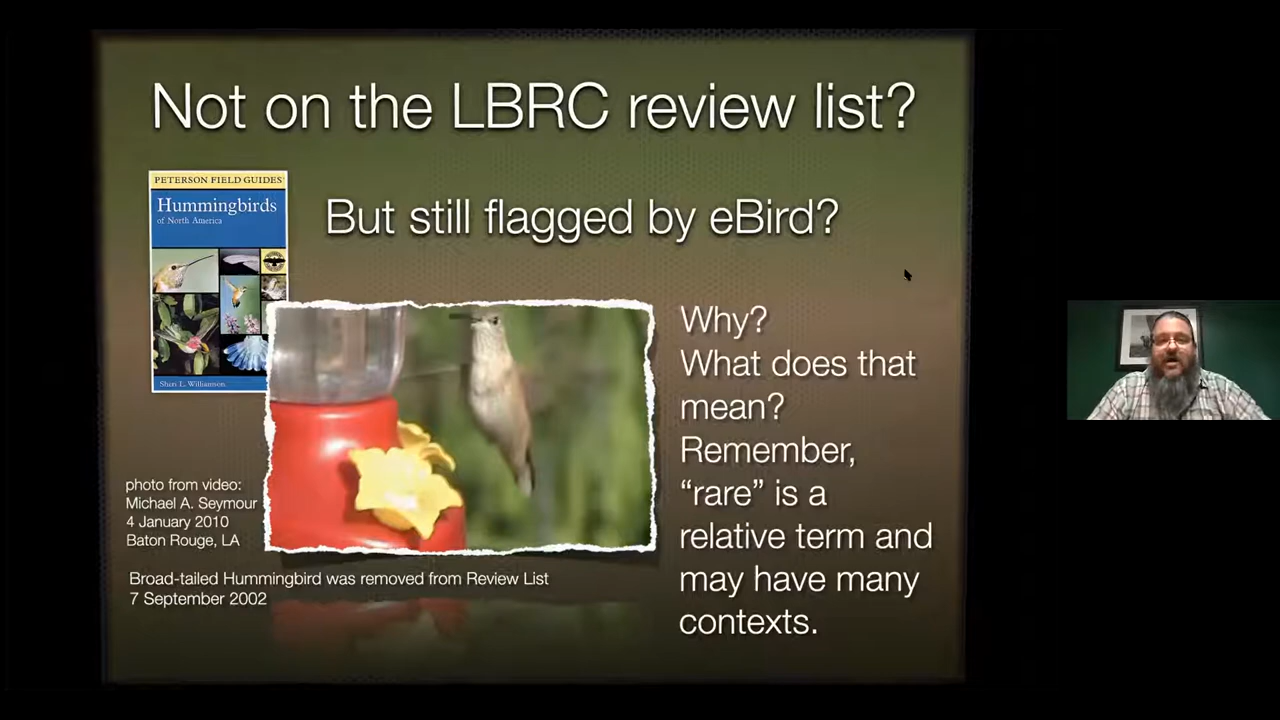 Not on the LBRC review list?
PETERSON FIELD GUIDES
Hummingbirds
of North America
Sheri L. Williamson
But still flagged by eBird?
Why?
What does that
mean?
Remember,
“rare” is a
relative term and
may have many
contexts.
photo from video:
Michael A. Seymour
4 January 2010
Baton Rouge, LA
Broad-tailed Hummingbird was removed from Review List
7 September 2002